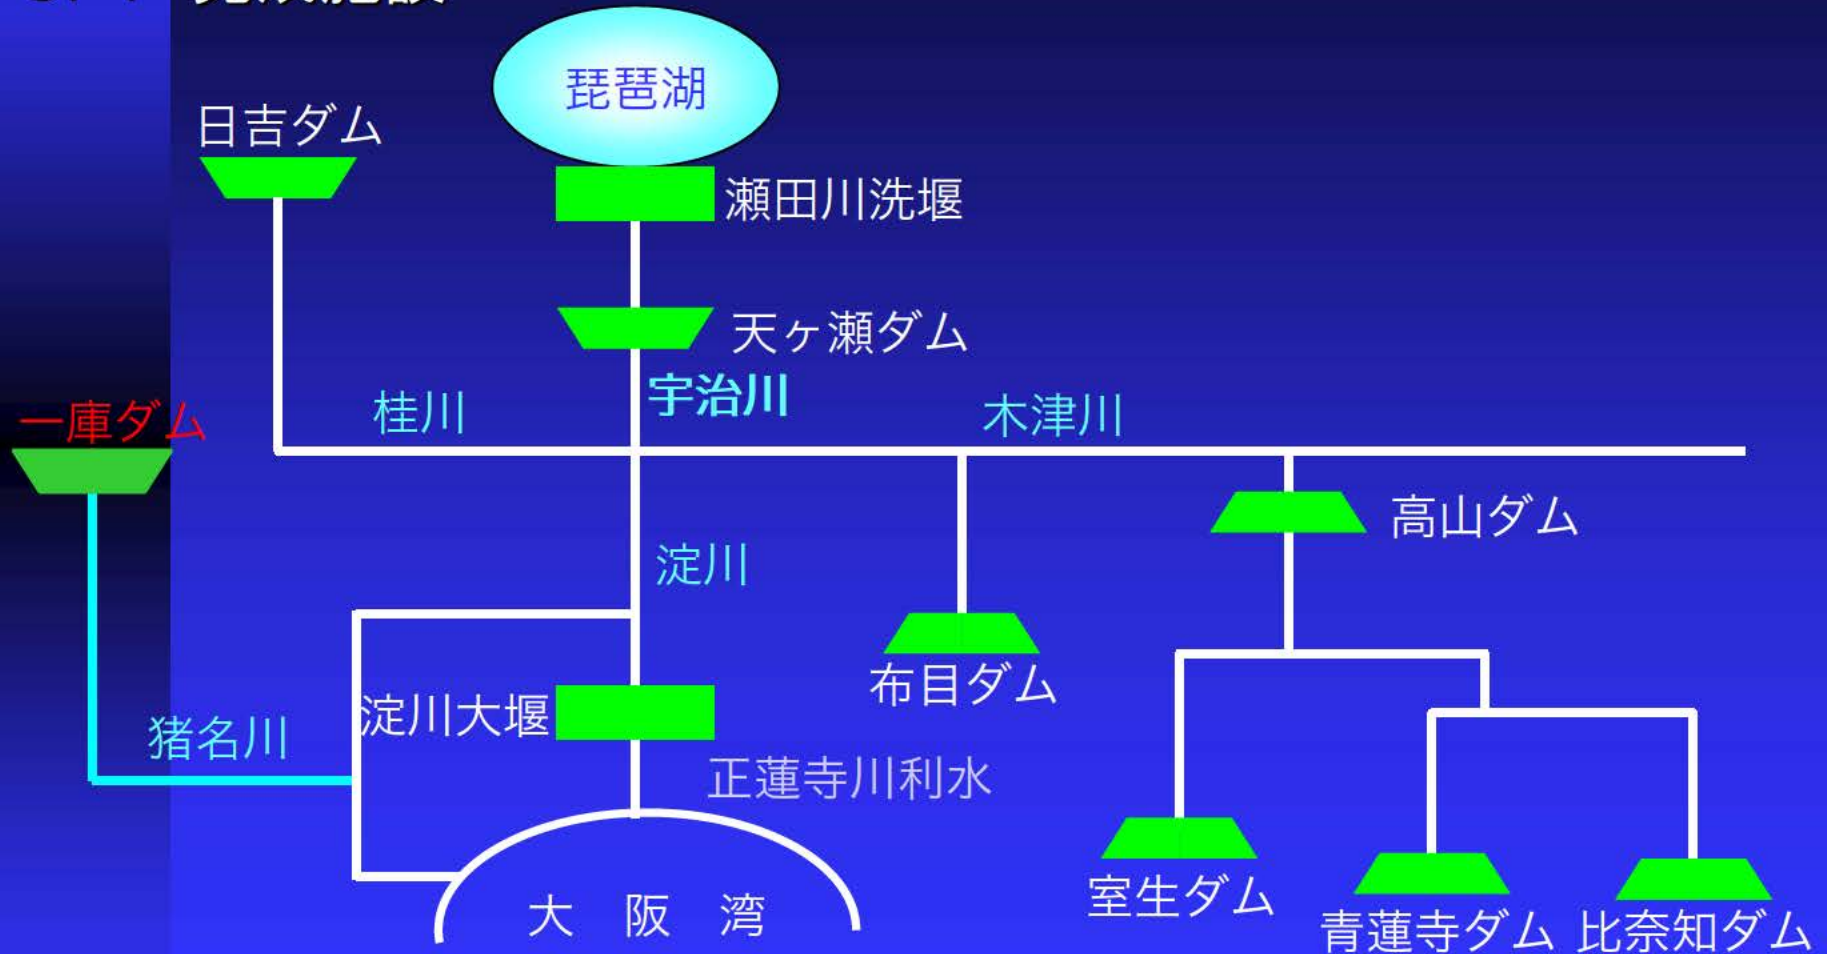 琵琶湖
日吉ダム
瀬田川洗堰
天ヶ瀬ダム
宇治川
桂川
木津川
一庫ダム
高山ダム
淀川
布目ダム
淀川大堰
猪名川
正蓮寺川利水
室生ダム
大 阪 湾
青蓮寺ダム
比奈知ダム